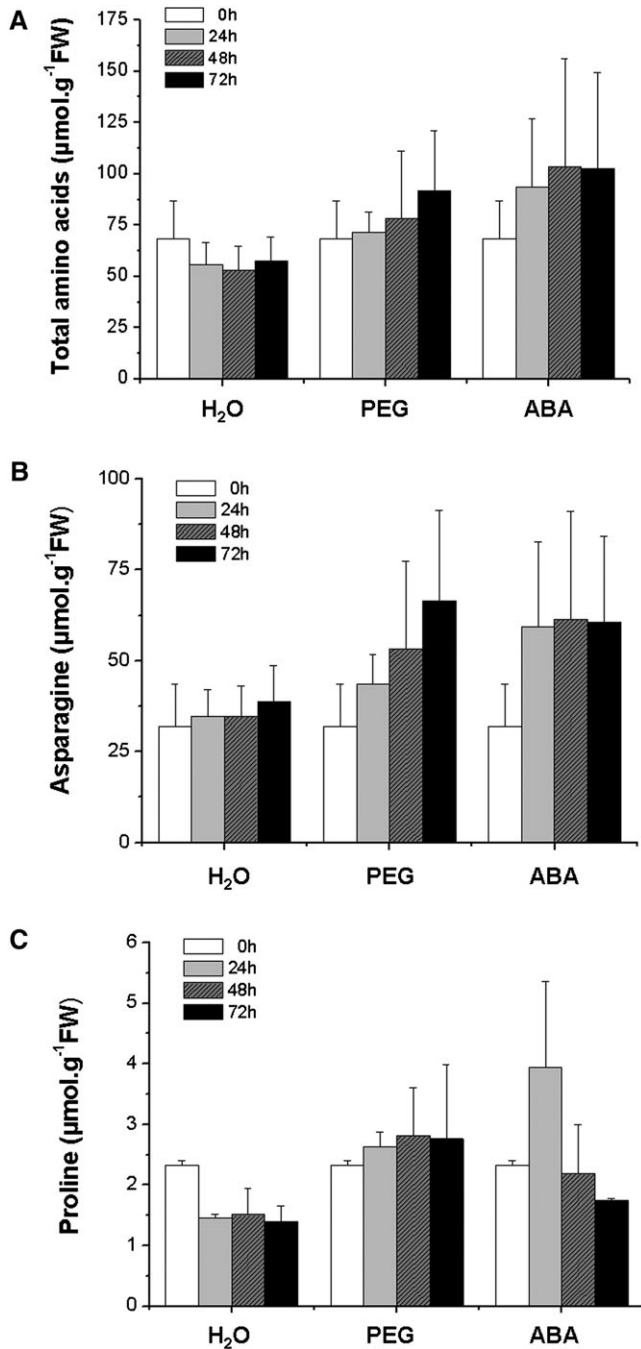 A
Total amino acids (µmol.g⁻¹FW)
175
150
125
100
75
50
25
0
0h
24h
48h
72h
H₂O PEG ABA
B
Asparagine (µmol.g⁻¹FW)
100
75
50
25
0
0h
24h
48h
72h
H₂O PEG ABA
C
Proline (µmol.g⁻¹FW)
6
5
4
3
2
1
0
0h
24h
48h
72h
H₂O PEG ABA